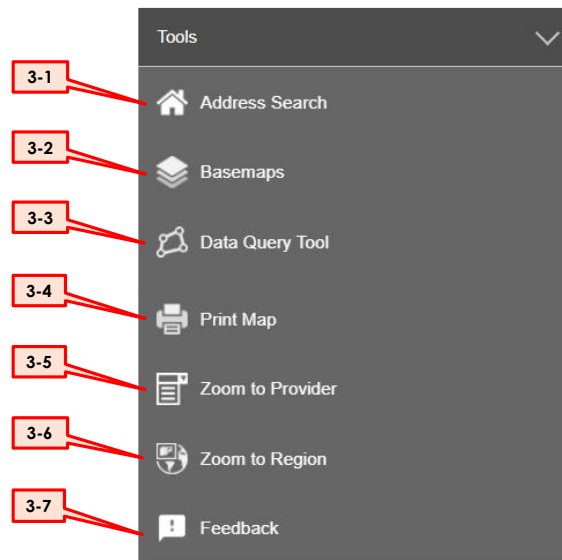 Tools
3-1
Address Search
3-2
Basemaps
3-3
Data Query Tool
3-4
Print Map
3-5
Zoom to Provider
3-6
Zoom to Region
3-7
Feedback